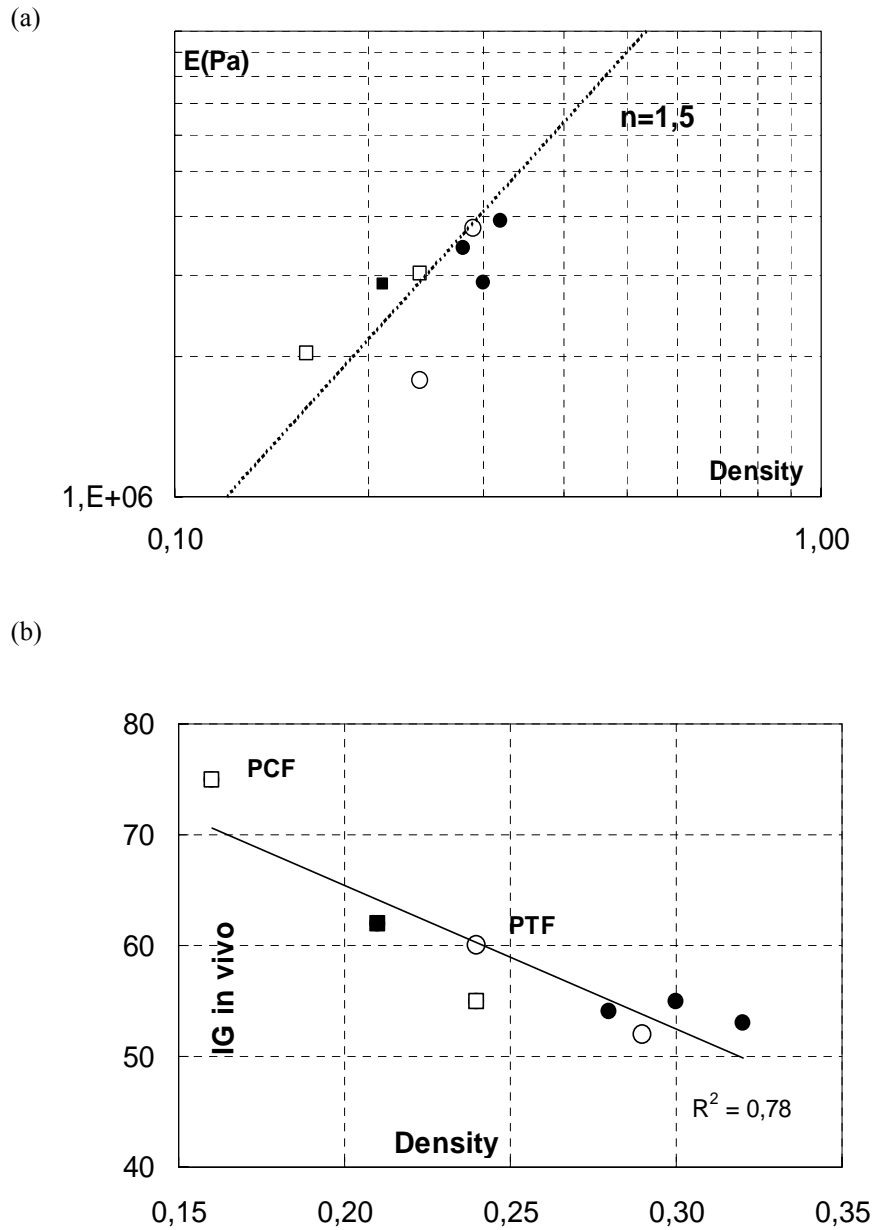 (a)
E(Pa)
n=1,5
Density
1,E+06
0,10 1,00
(b)
80
PCF
70
PTF
60
IG in vivo
50
R² = 0,78
Density
40
0,15 0,20 0,25 0,30 0,35